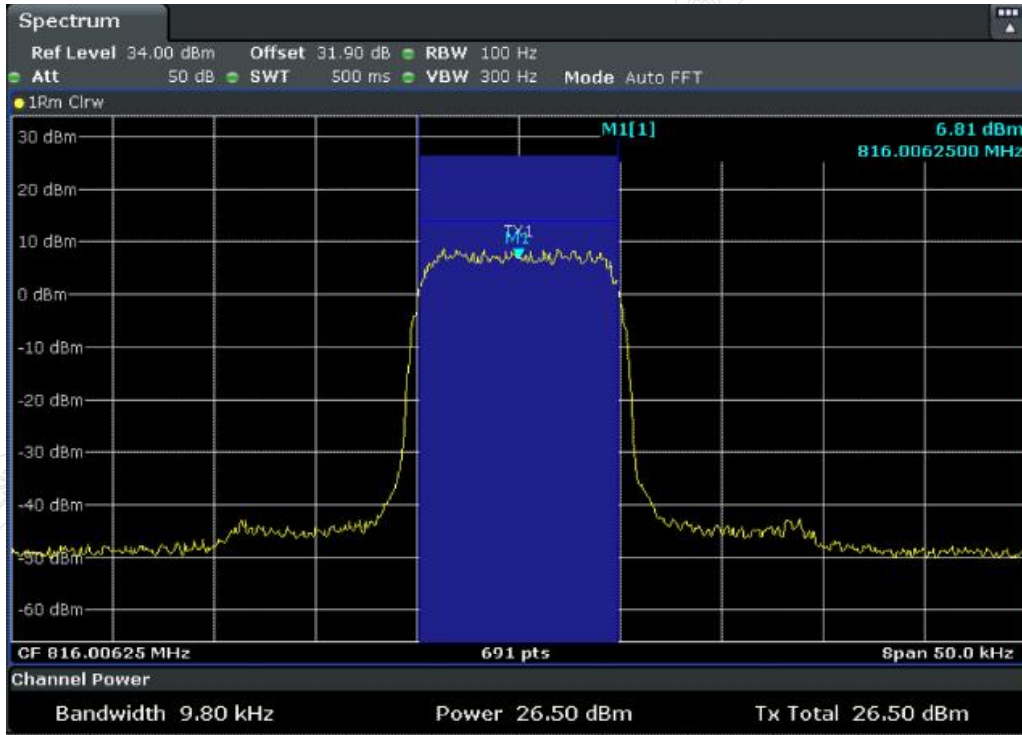 Spectrum
Ref Level 34.00 dBm Offset 31.90 dB RBW 100 Hz
Att 50 dB SWT 500 ms VBW 300 Hz Mode Auto FFT
1Rm Clrw
30 dBm
M1[1] 6.81 dBm
816.0062500 MHz
20 dBm
10 dBm
TX1
M1
0 dBm
-10 dBm
-20 dBm
-30 dBm
-40 dBm
-50 dBm
-60 dBm
CF 816.00625 MHz 691 pts Span 50.0 kHz
Channel Power
Bandwidth 9.80 kHz Power 26.50 dBm Tx Total 26.50 dBm